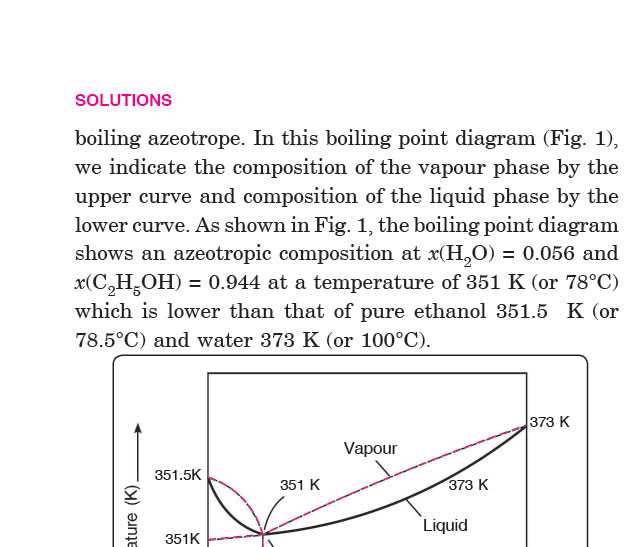 SOLUTIONS
boiling azeotrope. In this boiling point diagram (Fig. 1),
we indicate the composition of the vapour phase by the
upper curve and composition of the liquid phase by the
lower curve. As shown in Fig. 1, the boiling point diagram
shows an azeotropic composition at x(H₂O) = 0.056 and
x(C₂H₅OH) = 0.944 at a temperature of 351 K (or 78°C)
which is lower than that of pure ethanol 351.5 K (or
78.5°C) and water 373 K (or 100°C).
373 K
Vapour
351.5K
351 K
373 K
Liquid
351K
ature (K)